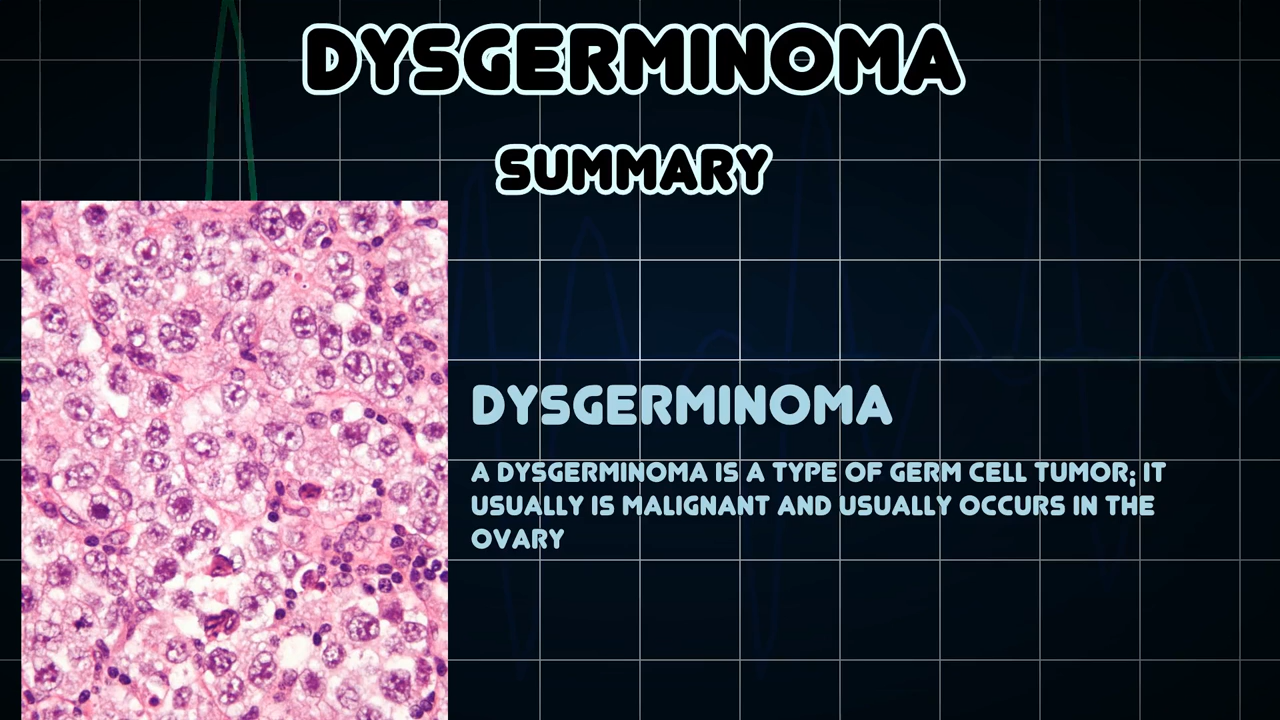 DYSGERMINOMA
SUMMARY
DYSGERMINOMA
A DYSGERMINOMA IS A TYPE OF GERM CELL TUMOR; IT
USUALLY IS MALIGNANT AND USUALLY OCCURS IN THE
OVARY